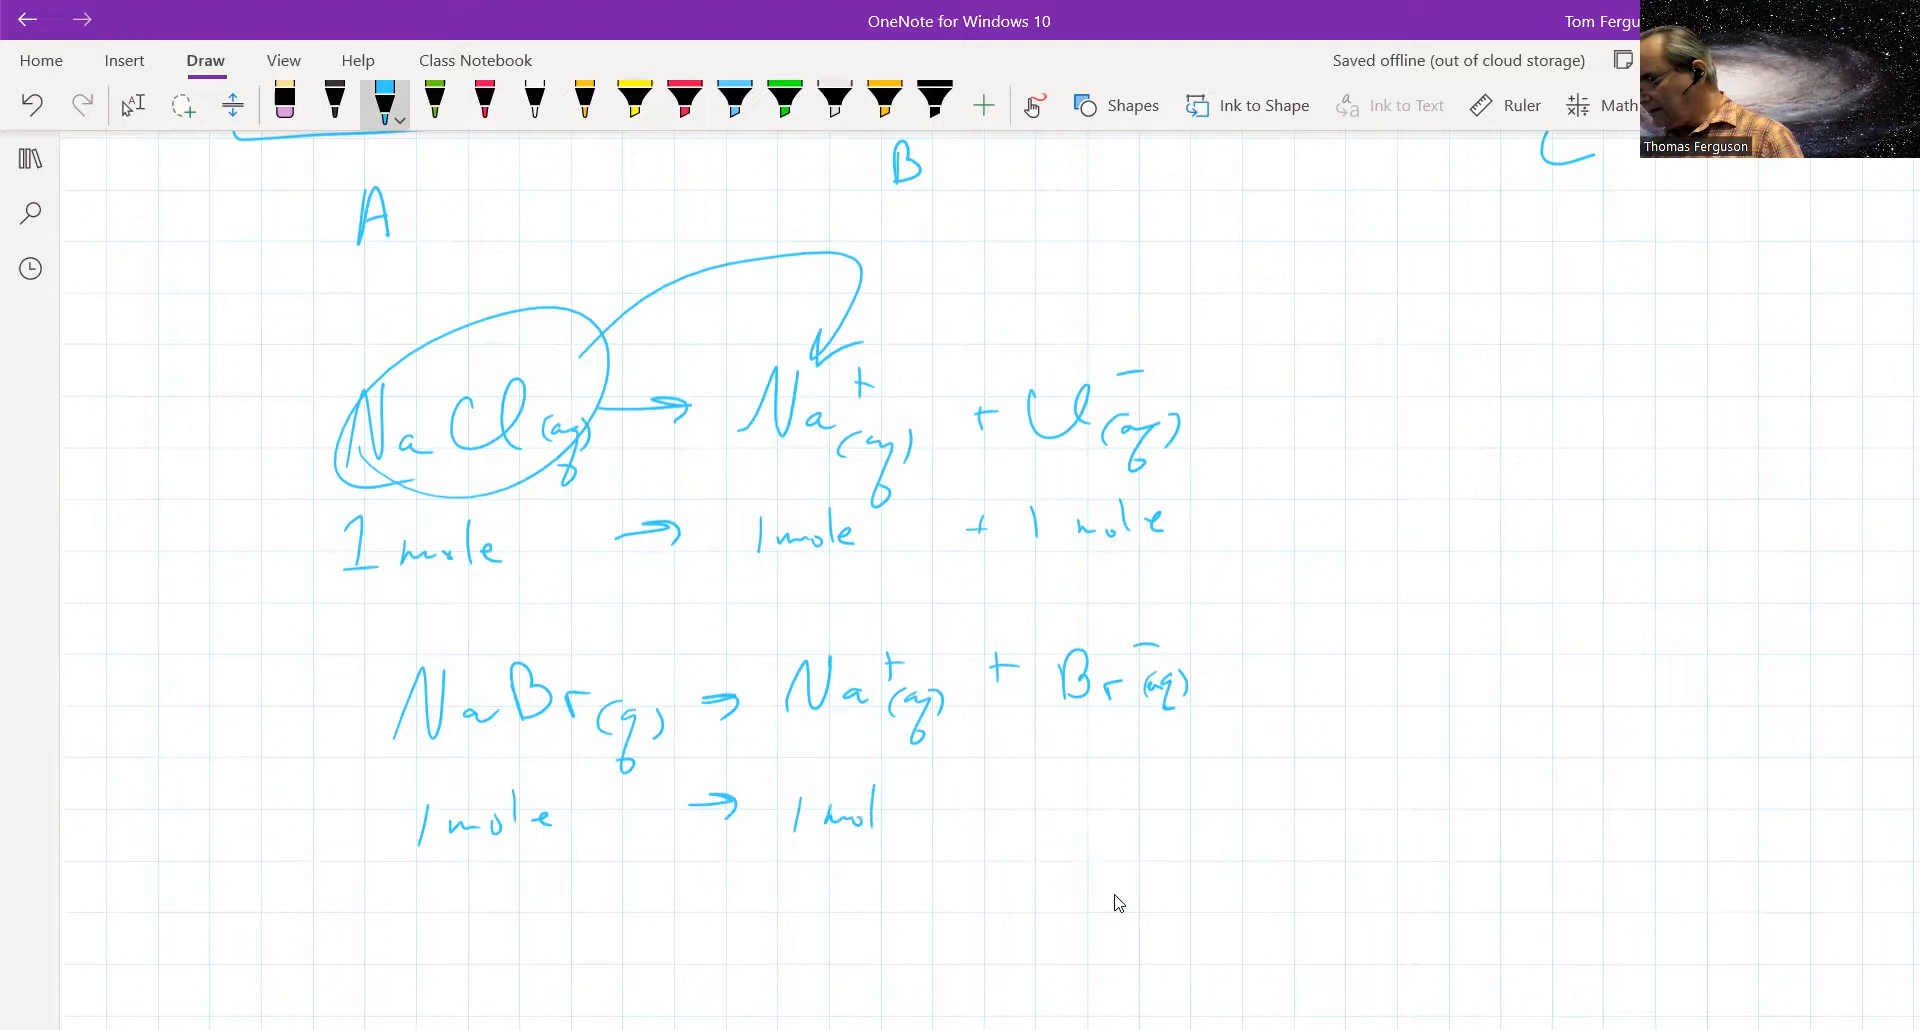 OneNote for Windows 10
Tom Fergu
Home Insert Draw View Help Class Notebook
Saved offline (out of cloud storage)
Shapes Ink to Shape Ink to Text Ruler Math
Thomas Ferguson
B
A
NaCl(aq) → Na+(aq) + Cl-(aq)
1 mole → 1 mole + 1 mole
NaBr(q) → Na+(aq) + Br-(aq)
1 mole → 1 mol